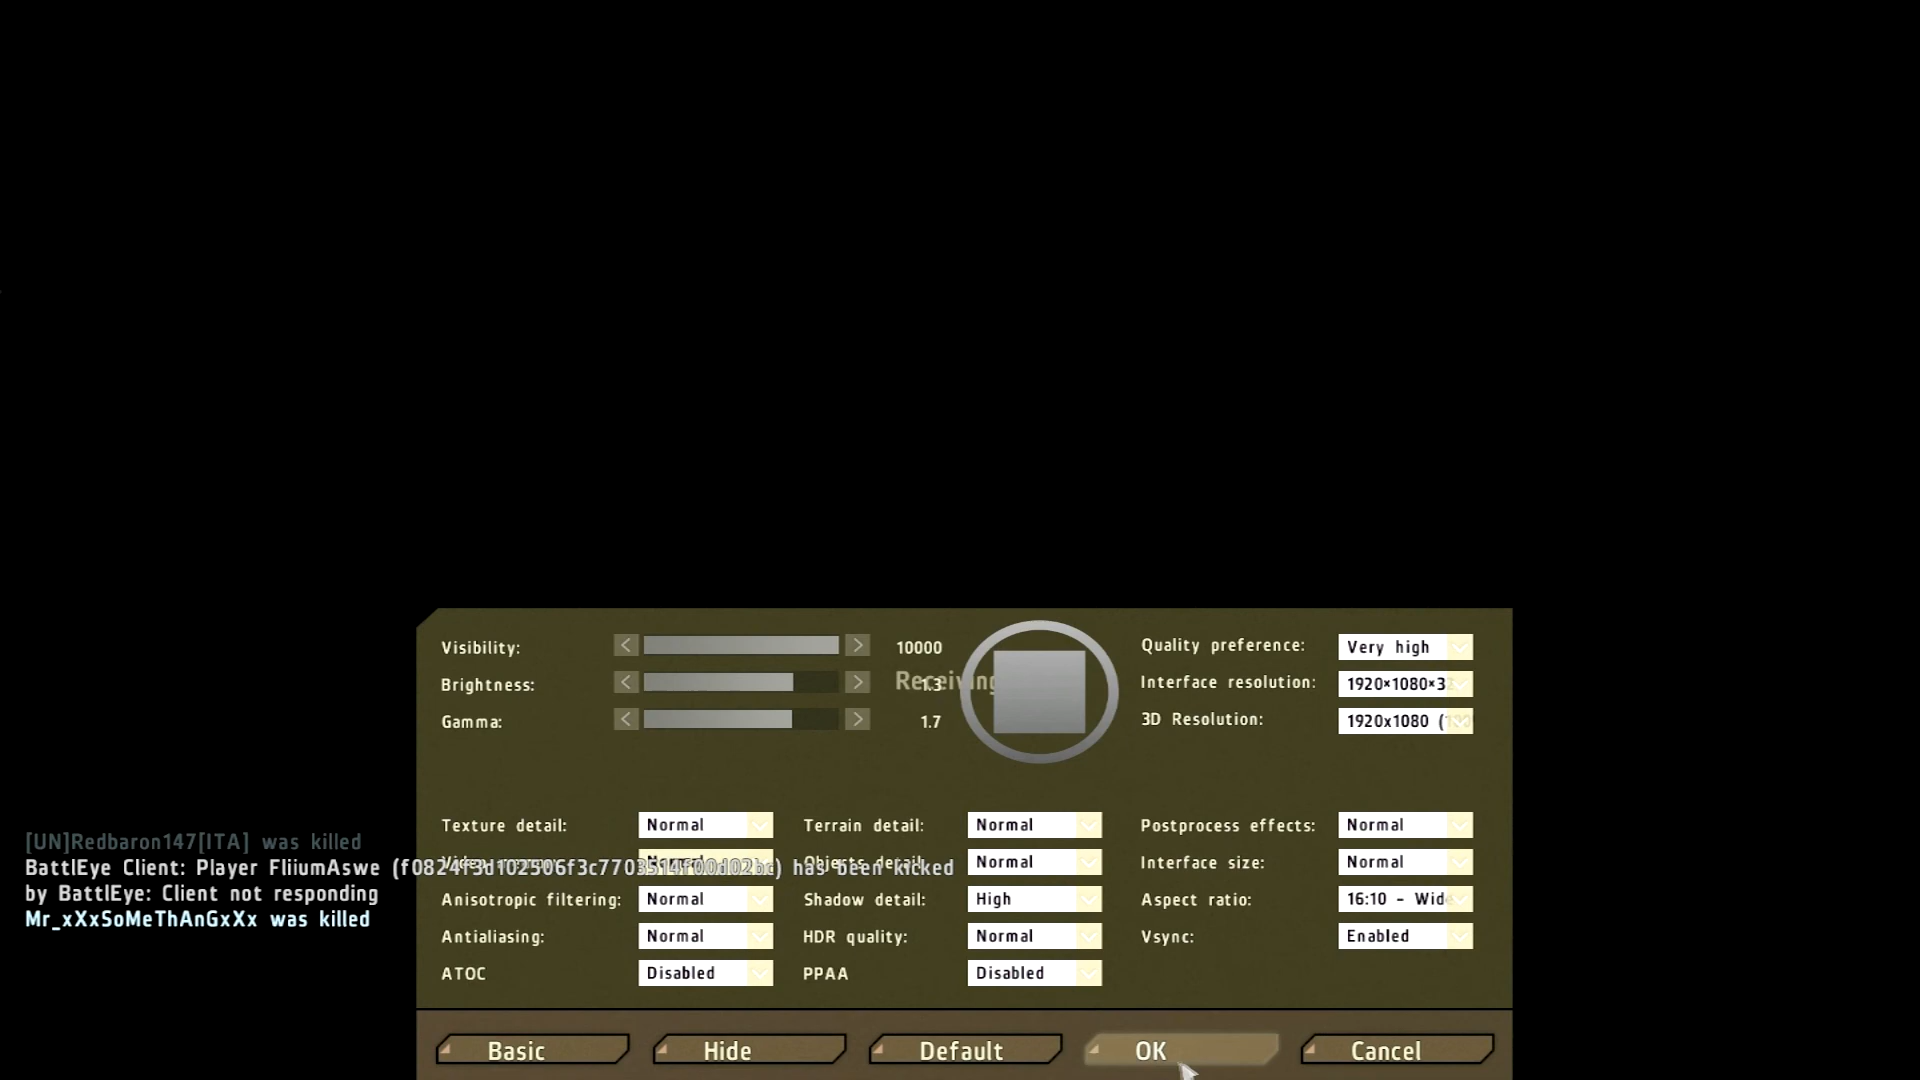 Visibility: 10000
Brightness: 1.3
Gamma: 1.7
Receiving
Quality preference: Very high
Interface resolution: 1920×1080×3
3D Resolution: 1920x1080 (
Texture detail: Normal
Terrain detail: Normal
Postprocess effects: Normal
Objects detail: Normal
Interface size: Normal
Anisotropic filtering: Normal
Shadow detail: High
Aspect ratio: 16:10 - Wide
Antialiasing: Normal
HDR quality: Normal
Vsync: Enabled
ATOC Disabled
PPAA Disabled
[UN]Redbaron147[ITA] was killed
BattlEye Client: Player FliiumAswe has been kicked
by BattlEye: Client not responding
Mr_xXxSoMeThAnGxXx was killed
Basic Hide Default OK Cancel